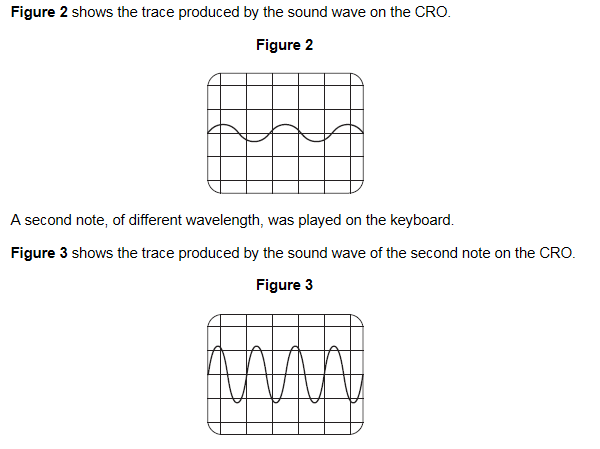 Figure 2 shows the trace produced by the sound wave on the CRO.
Figure 2
A second note, of different wavelength, was played on the keyboard.
Figure 3 shows the trace produced by the sound wave of the second note on the CRO.
Figure 3